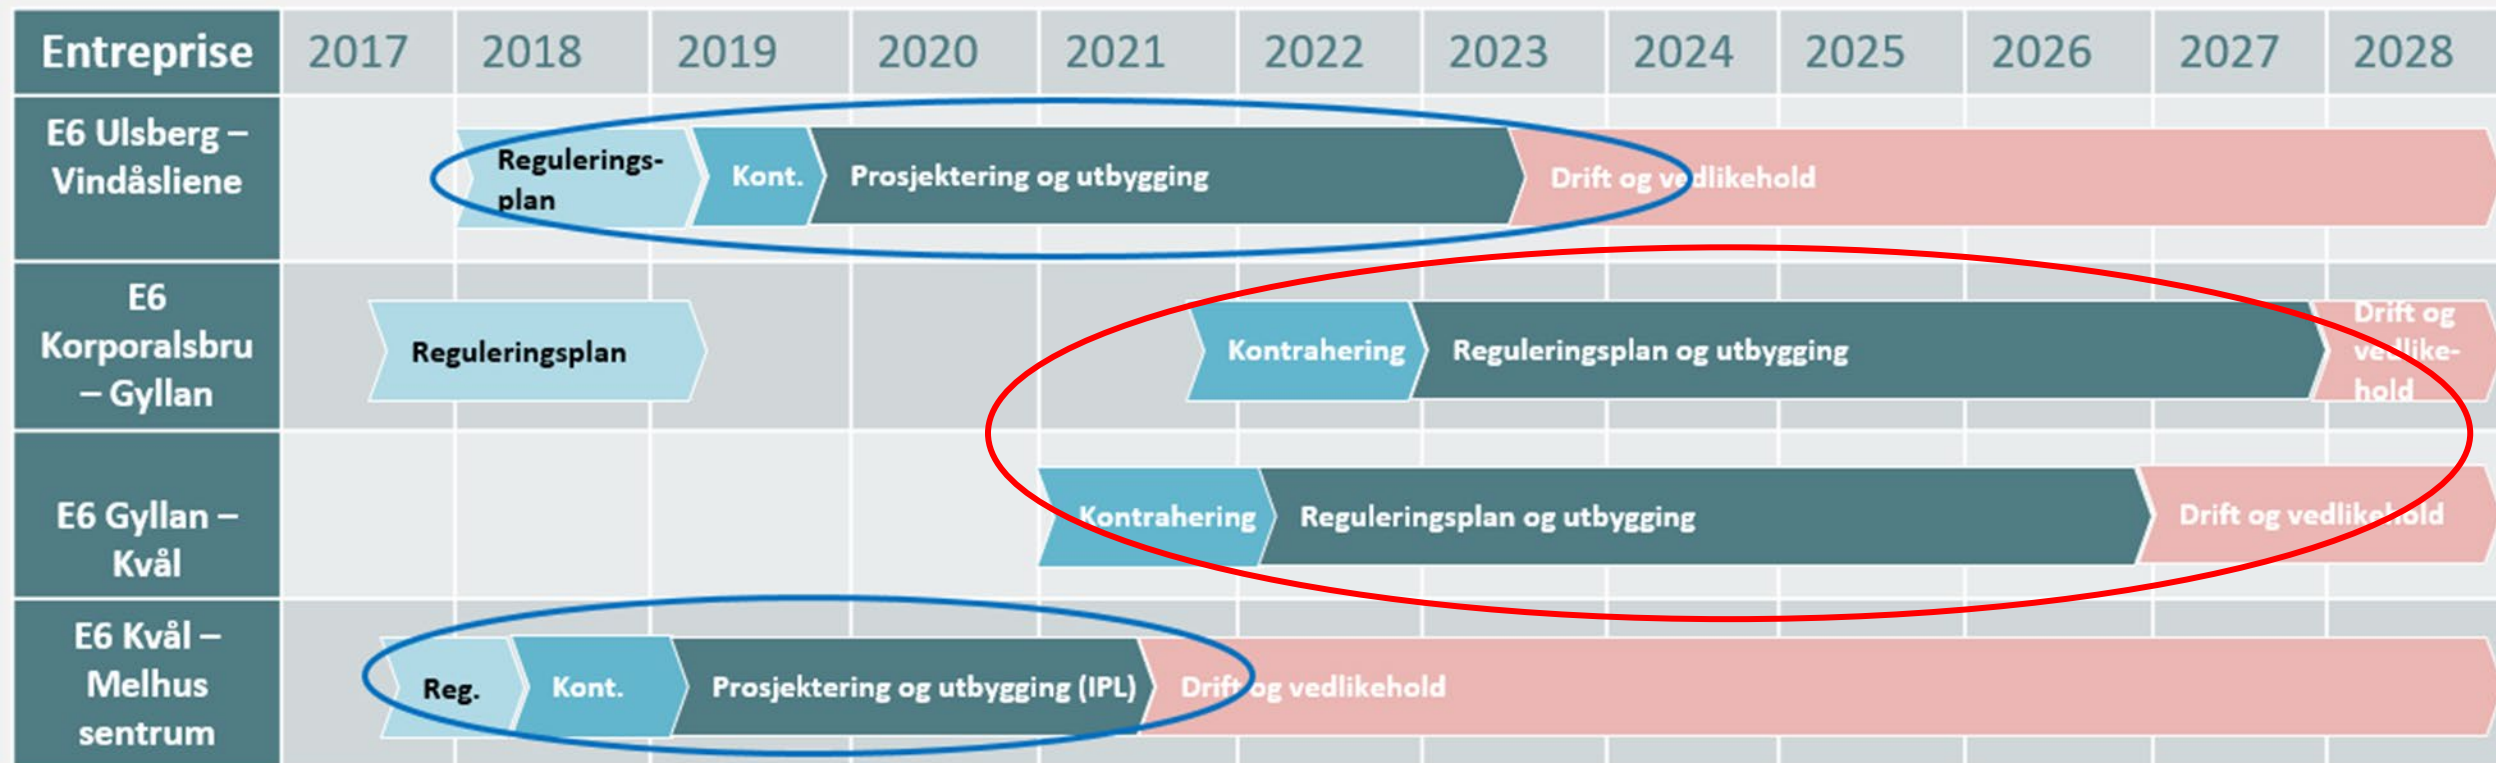 Entreprise 2017 2018 2019 2020 2021 2022 2023 2024 2025 2026 2027 2028
E6 Ulsberg –
Vindåsliene
Regulerings-
plan
Kont.
Prosjektering og utbygging
Drift og vedlikehold
E6
Korporalsbru
– Gyllan
Reguleringsplan
Kontrahering
Reguleringsplan og utbygging
Drift og
vedlike-
hold
E6 Gyllan –
Kvål
Kontrahering
Reguleringsplan og utbygging
Drift og vedlikehold
E6 Kvål –
Melhus
sentrum
Reg.
Kont.
Prosjektering og utbygging (IPL)
Drift og vedlikehold